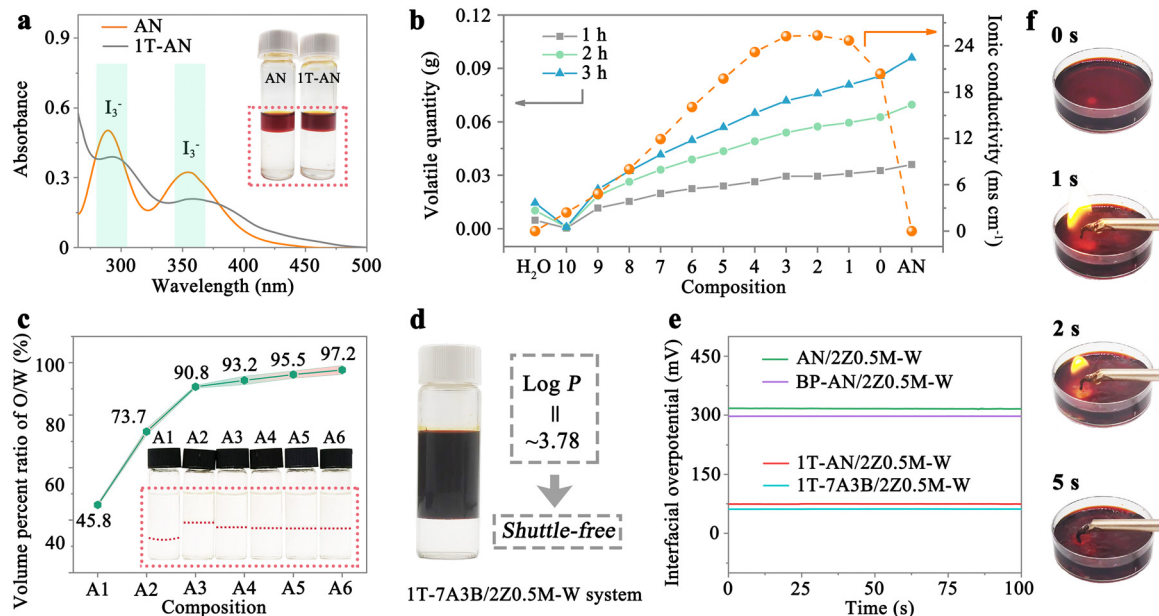 a
AN
1T-AN
Absorbance
0.9
0.6
0.3
0
I₃⁻
I₃⁻
AN
1T-AN
300
350
400
450
500
Wavelength (nm)
b
Volatile quantity (g)
0.12
0.09
0.06
0.03
0.00
1 h
2 h
3 h
24
18
12
6
0
Ionic conductivity (ms cm⁻¹)
H₂O 10 9 8 7 6 5 4 3 2 1 0 AN
Composition
c
Volume percent ratio of O/W (%)
100
80
60
40
45.8
73.7
90.8
93.2
95.5
97.2
A1 A2 A3 A4 A5 A6
A1 A2 A3 A4 A5 A6
Composition
d
Log P
=
~3.78
Shuttle-free
1T-7A3B/2Z0.5M-W system
e
Interfacial overpotential (mV)
450
300
150
0
AN/2Z0.5M-W
BP-AN/2Z0.5M-W
1T-AN/2Z0.5M-W
1T-7A3B/2Z0.5M-W
0 25 50 75 100
Time (s)
f
0 s
1 s
2 s
5 s